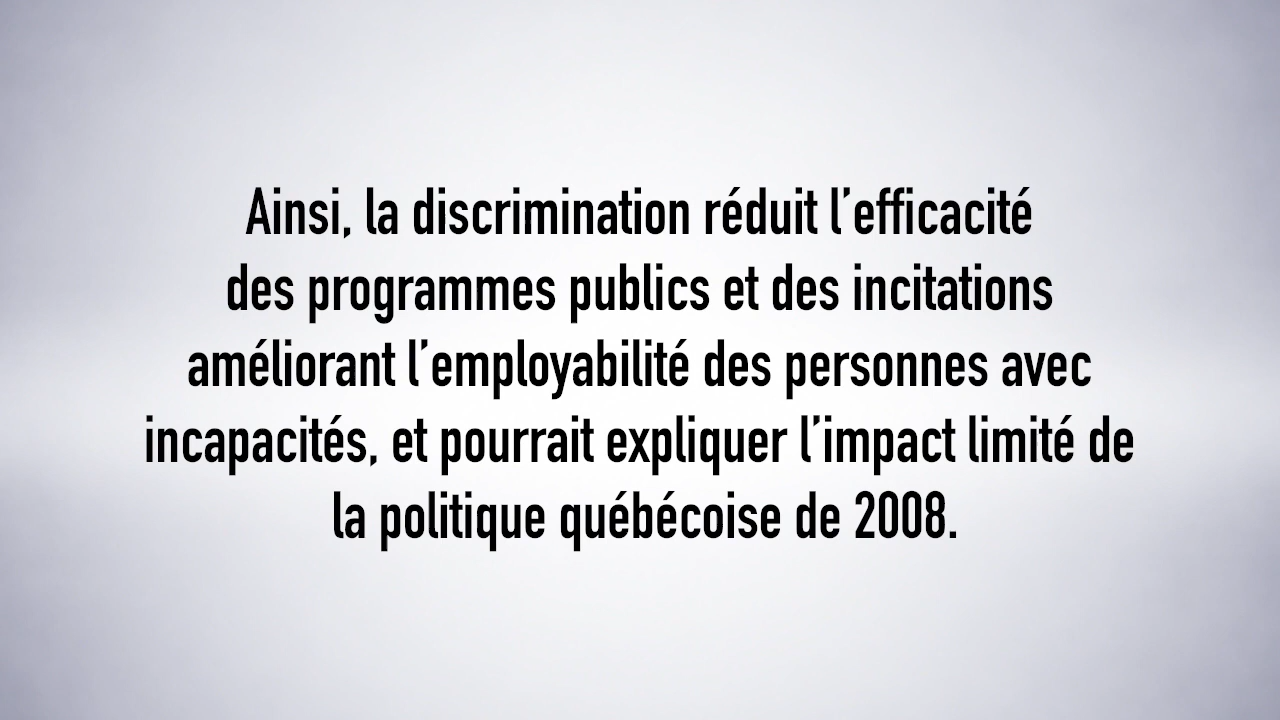 Ainsi, la discrimination réduit l’efficacité
des programmes publics et des incitations
améliorant l’employabilité des personnes avec
incapacités, et pourrait expliquer l’impact limité de
la politique québécoise de 2008.